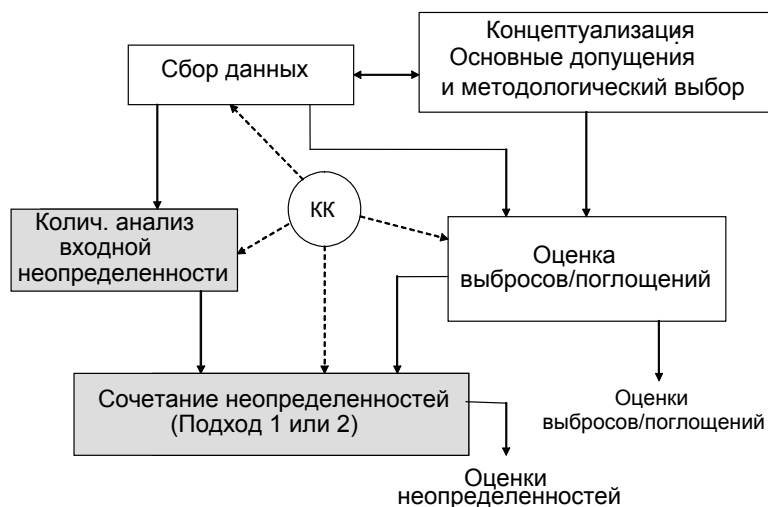 Концептуализация
Основные допущения
и методологический выбор
Сбор данных
КК
Колич. анализ
входной
неопределенности
Оценка
выбросов/поглощений
Сочетание неопределенностей
(Подход 1 или 2)
Оценки
выбросов/поглощений
Оценки
неопределенностей